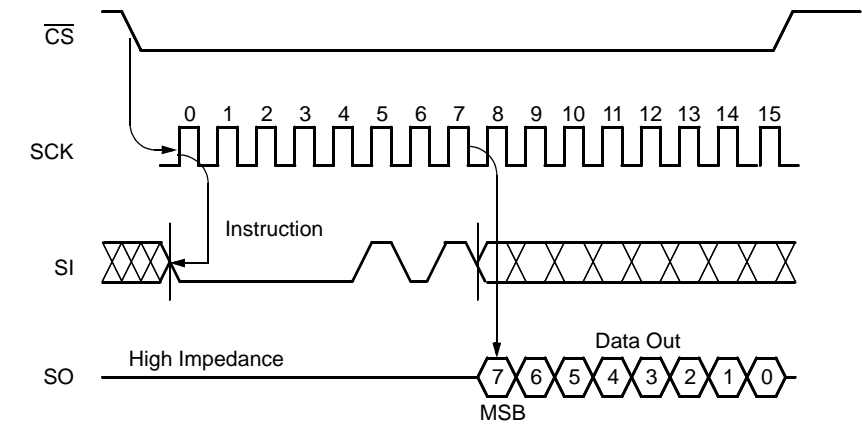 CS
0 1 2 3 4 5 6 7 8 9 10 11 12 13 14 15
SCK
Instruction
SI
Data Out
High Impedance
SO
7 6 5 4 3 2 1 0
MSB